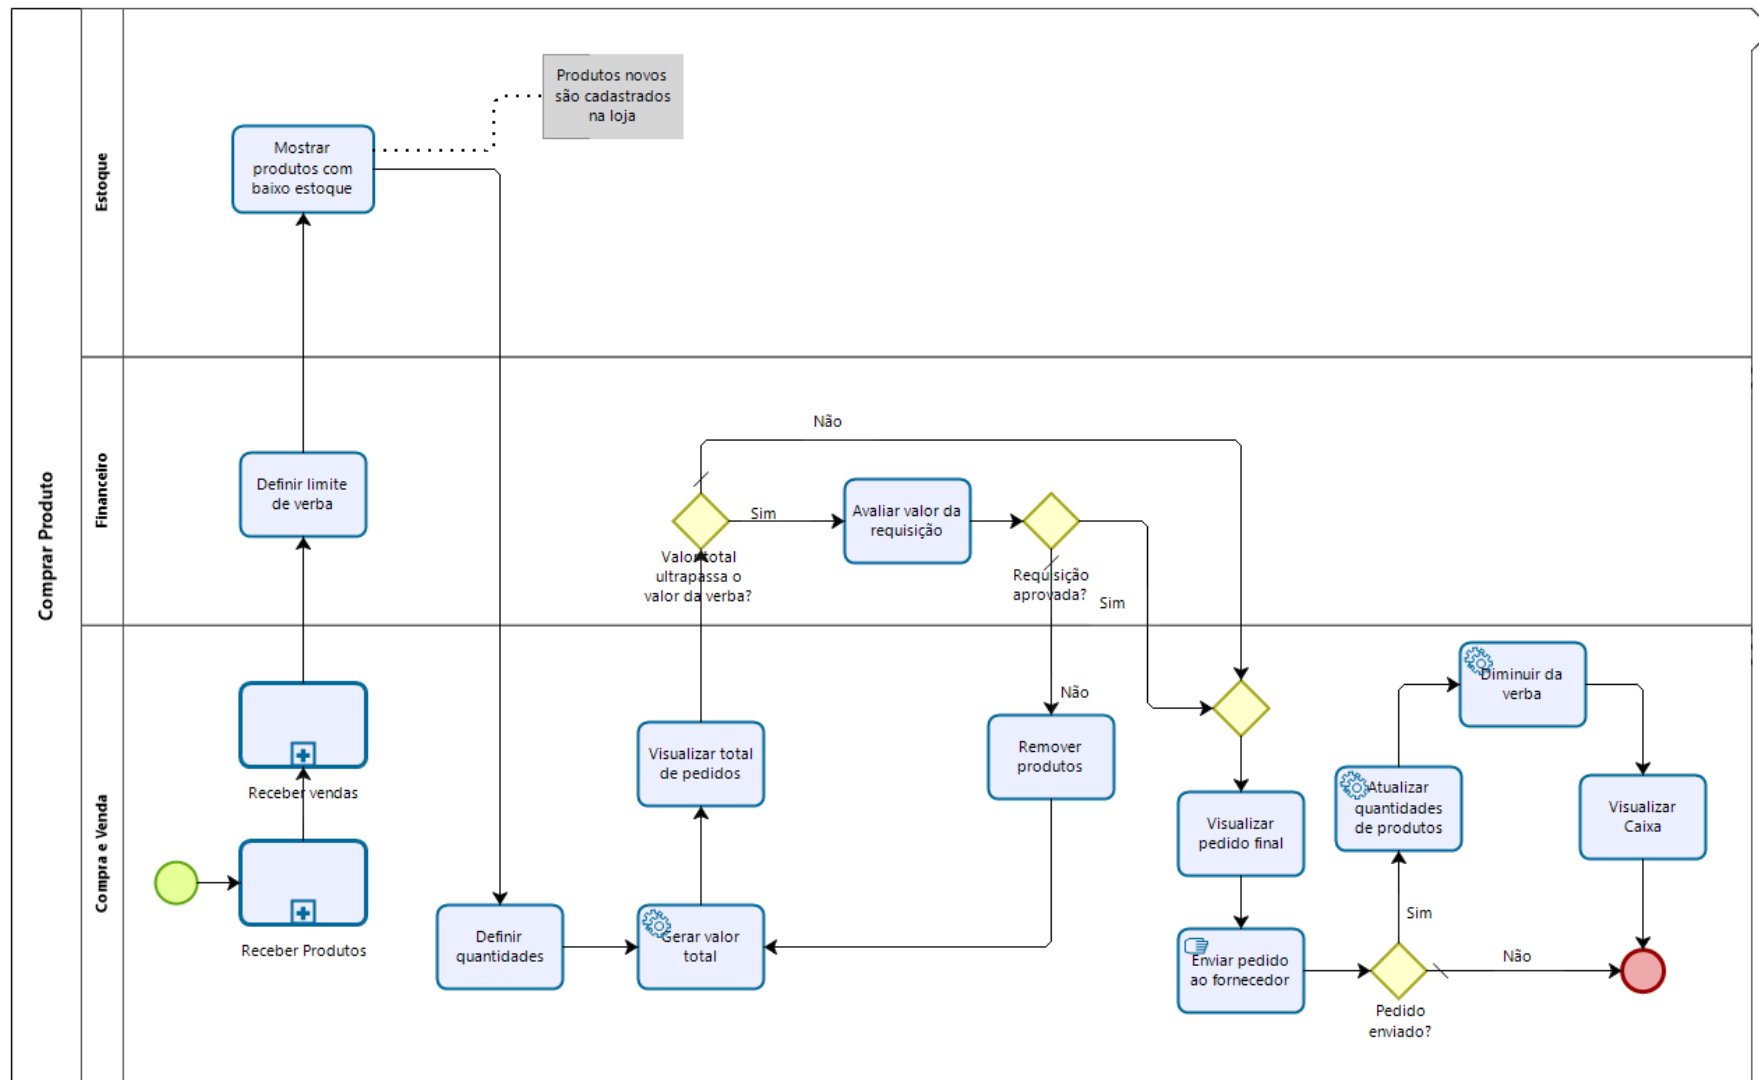 Comprar Produto
Estoque
Produtos novos
são cadastrados
na loja
Mostrar
produtos com
baixo estoque
Financeiro
Definir limite
de verba
Não
Sim
Valor total
ultrapassa o
valor da verba?
Avaliar valor da
requisição
Requisição
aprovada?
Sim
Compra e Venda
Receber vendas
Receber Produtos
Definir
quantidades
Gerar valor
total
Visualizar total
de pedidos
Não
Remover
produtos
Visualizar
pedido final
Enviar pedido
ao fornecedor
Pedido
enviado?
Sim
Não
Atualizar
quantidades
de produtos
Diminuir da
verba
Visualizar
Caixa